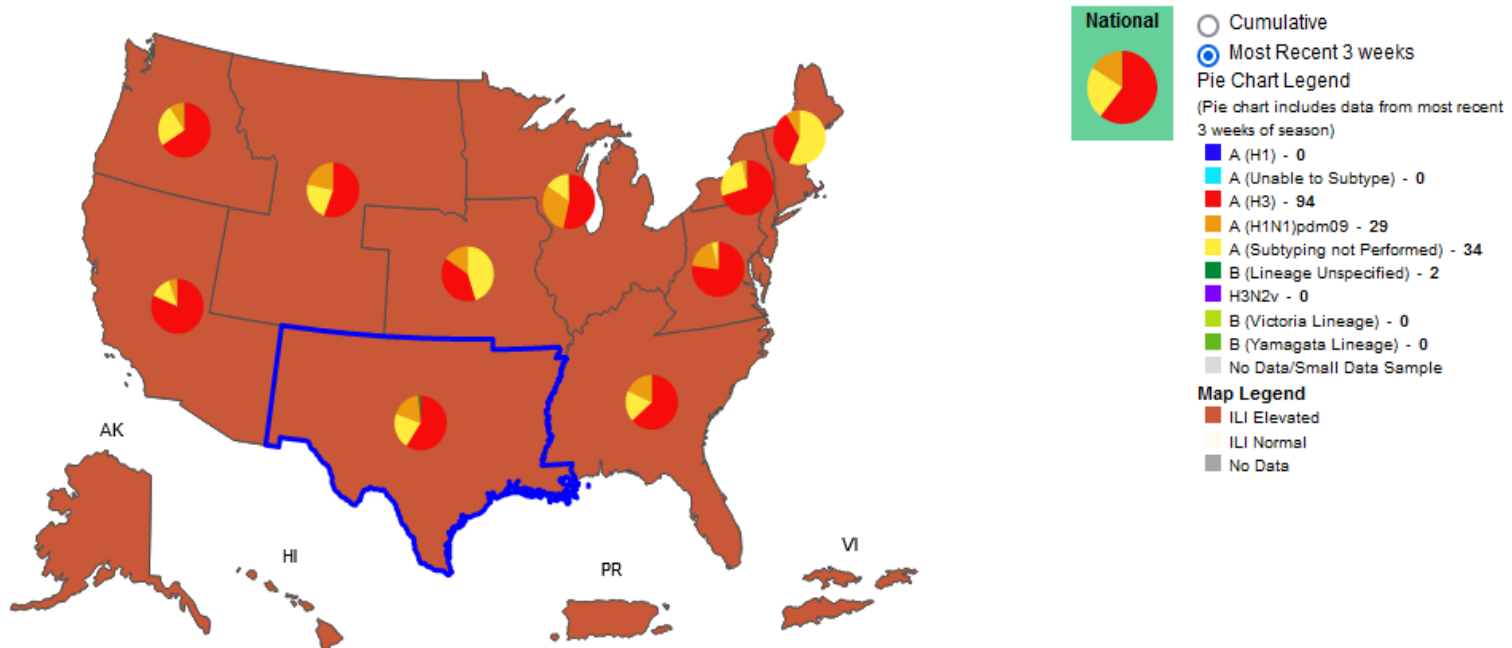 National
Cumulative
Most Recent 3 weeks
Pie Chart Legend
(Pie chart includes data from most recent
3 weeks of season)
A (H1) - 0
A (Unable to Subtype) - 0
A (H3) - 94
A (H1N1)pdm09 - 29
A (Subtyping not Performed) - 34
B (Lineage Unspecified) - 2
H3N2v - 0
B (Victoria Lineage) - 0
B (Yamagata Lineage) - 0
No Data/Small Data Sample
Map Legend
ILI Elevated
ILI Normal
No Data
AK
HI
PR
VI